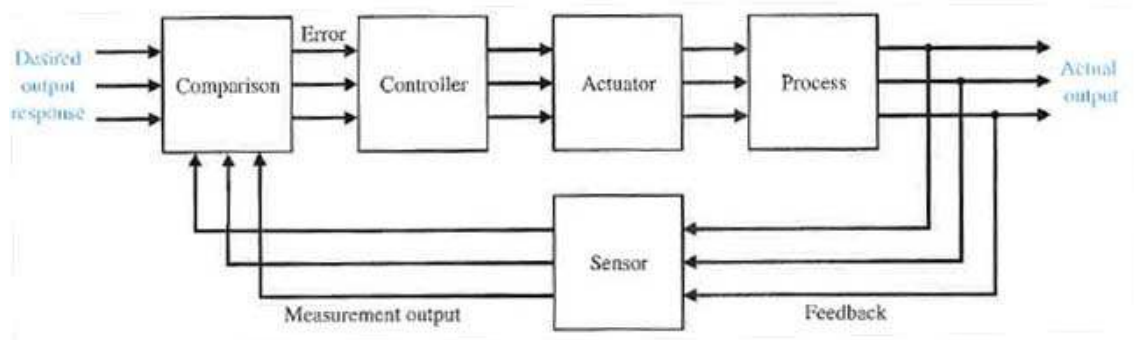 Desired
output
response
Comparison
Error
Controller
Actuator
Process
Actual
output
Sensor
Measurement output
Feedback